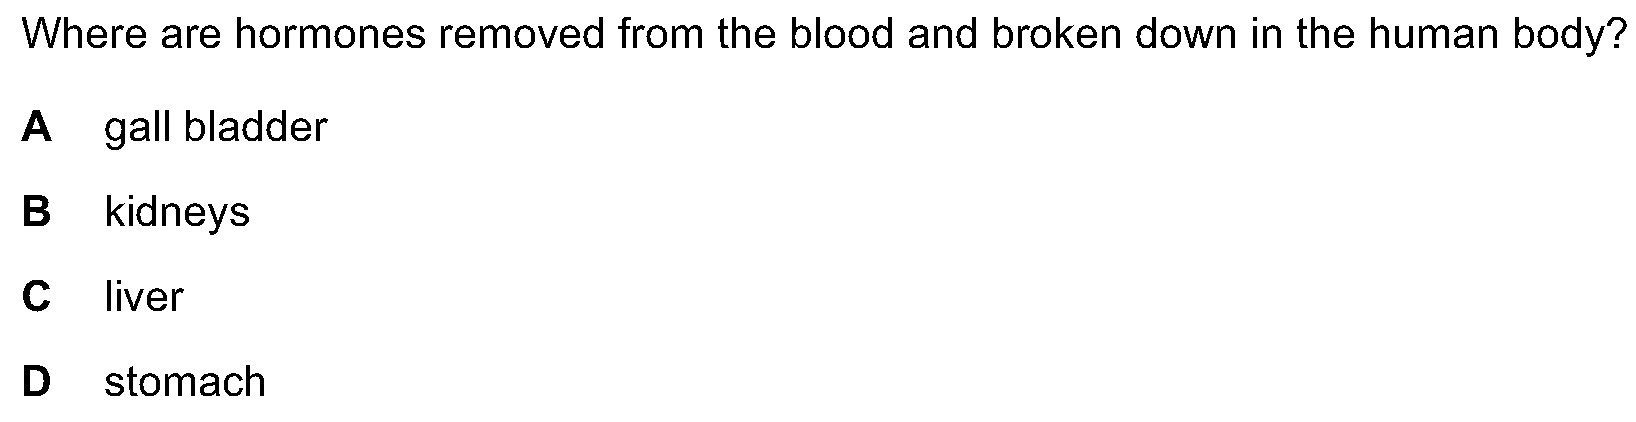 Where are hormones removed from the blood and broken down in the human body?
A gall bladder
B kidneys
C liver
D stomach